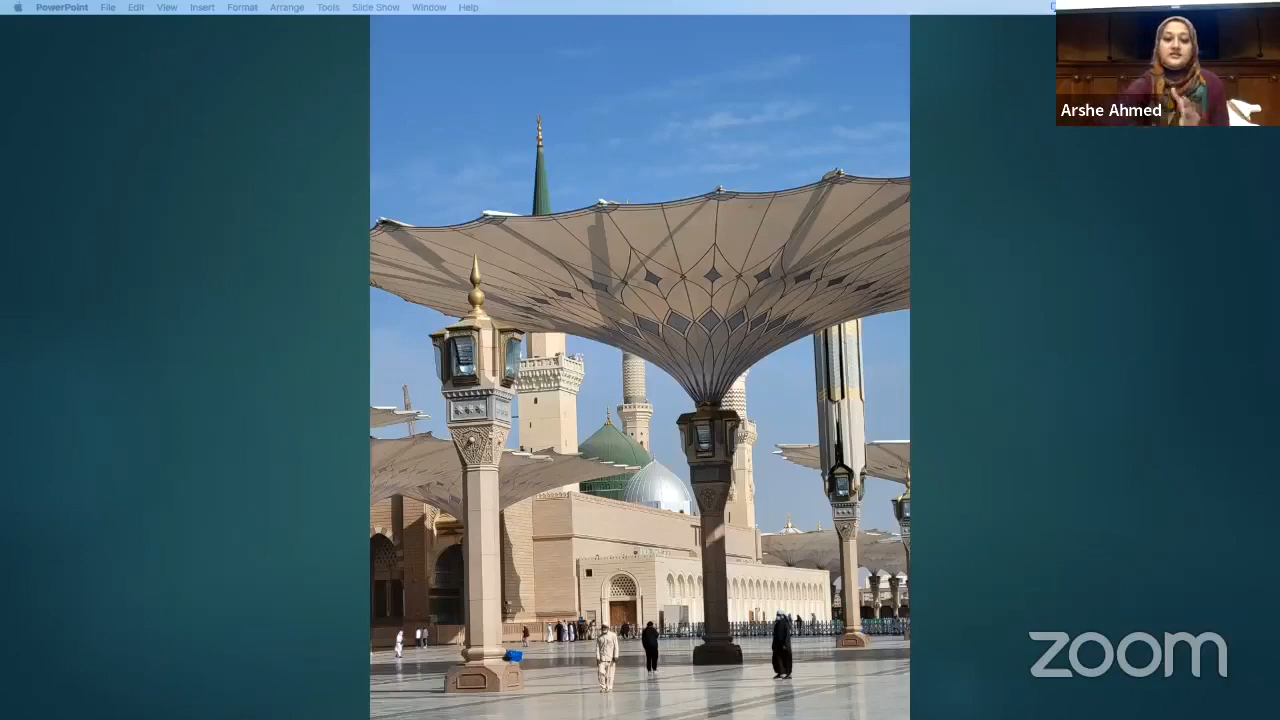 PowerPoint File Edit View Insert Format Arrange Tools Slide Show Window Help
Arshe Ahmed
zoom